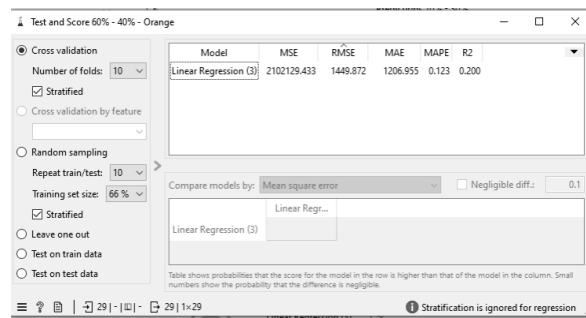 Test and Score 60% - 40% - Orange
Cross validation
Number of folds: 10
Stratified
Cross validation by feature
Random sampling
Repeat train/test: 10
Training set size: 66 %
Stratified
Leave one out
Test on train data
Test on test data
Model MSE RMSE MAE MAPE R2
Linear Regression (3) 2102129.433 1449.872 1206.955 0.123 0.200
Compare models by: Mean square error Negligible diff.: 0.1
Linear Regr...
Linear Regression (3)
Table shows probabilities that the score for the model in the row is higher than that of the model in the column. Small
numbers show the probability that the difference is negligible.
29 | - | - 29 | 1×29
Stratification is ignored for regression